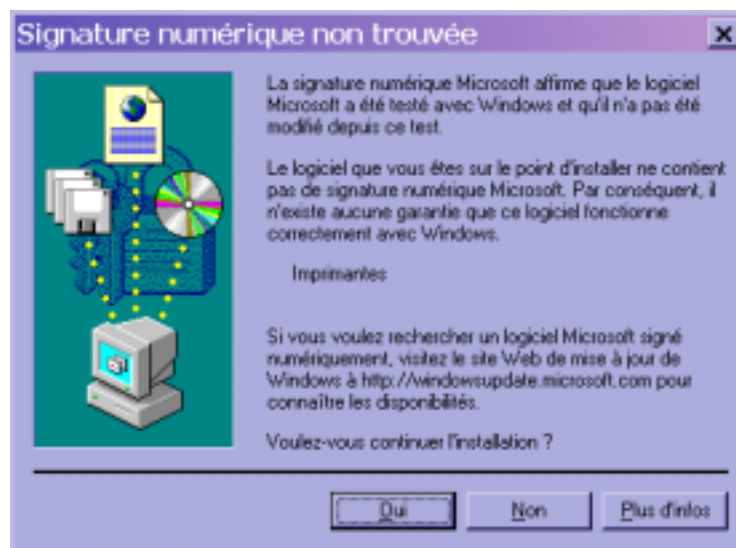 Signature numérique non trouvée
La signature numérique Microsoft affirme que le logiciel
Microsoft a été testé avec Windows et qu'il n'a pas été
modifié depuis ce test.
Le logiciel que vous êtes sur le point d'installer ne contient
pas de signature numérique Microsoft. Par conséquent, il
n'existe aucune garantie que ce logiciel fonctionne
correctement avec Windows.
Imprimantes
Si vous voulez rechercher un logiciel Microsoft signé
numériquement, visitez le site Web de mise à jour de
Windows à http://windowsupdate.microsoft.com pour
connaître les disponibilités.
Voulez-vous continuer l'installation ?
Oui
Non
Plus d'infos